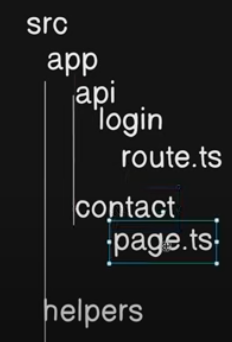 src
app
api
login
route.ts
contact
page.ts
helpers